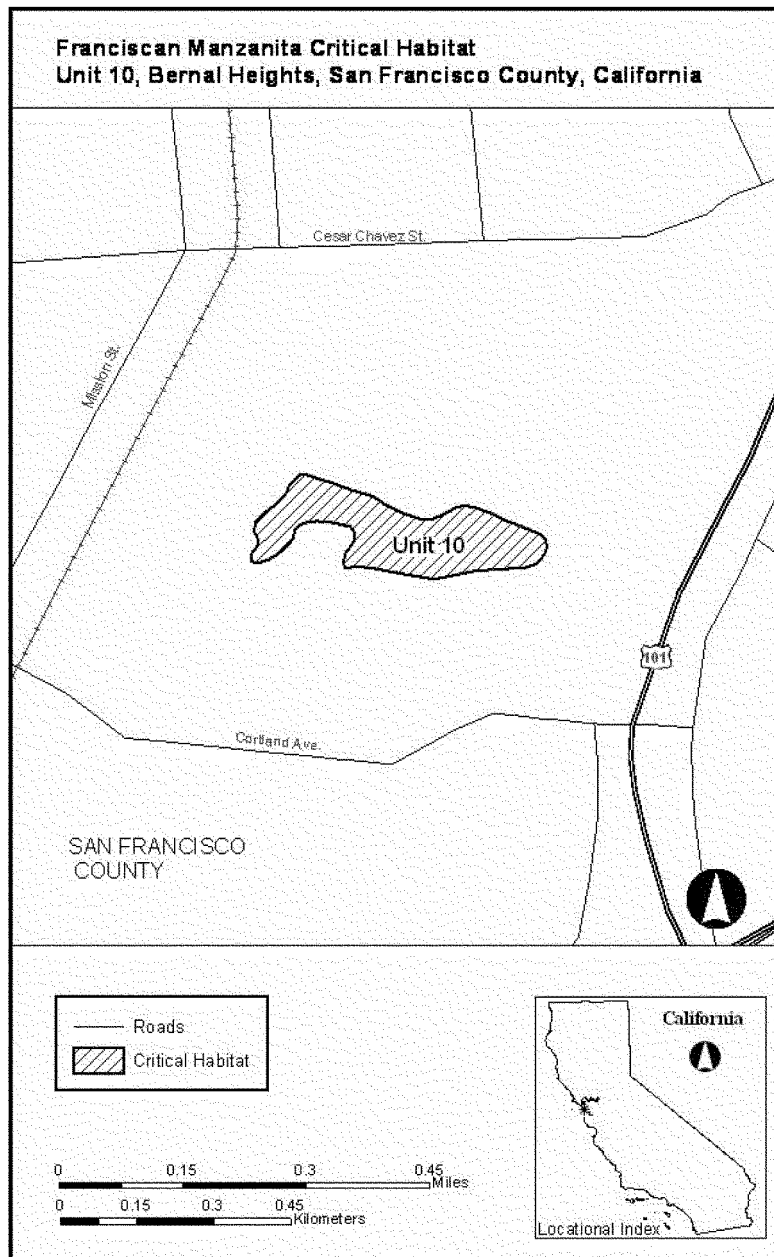 Franciscan Manzanita Critical Habitat
Unit 10, Bernal Heights, San Francisco County, California
Cesar Chavez St.
Mission St.
Unit 10
101
Cortland Ave.
SAN FRANCISCO
COUNTY
Roads
Critical Habitat
California
0 0.15 0.3 0.45
Miles
0 0.15 0.3 0.45
Kilometers
Locational Index